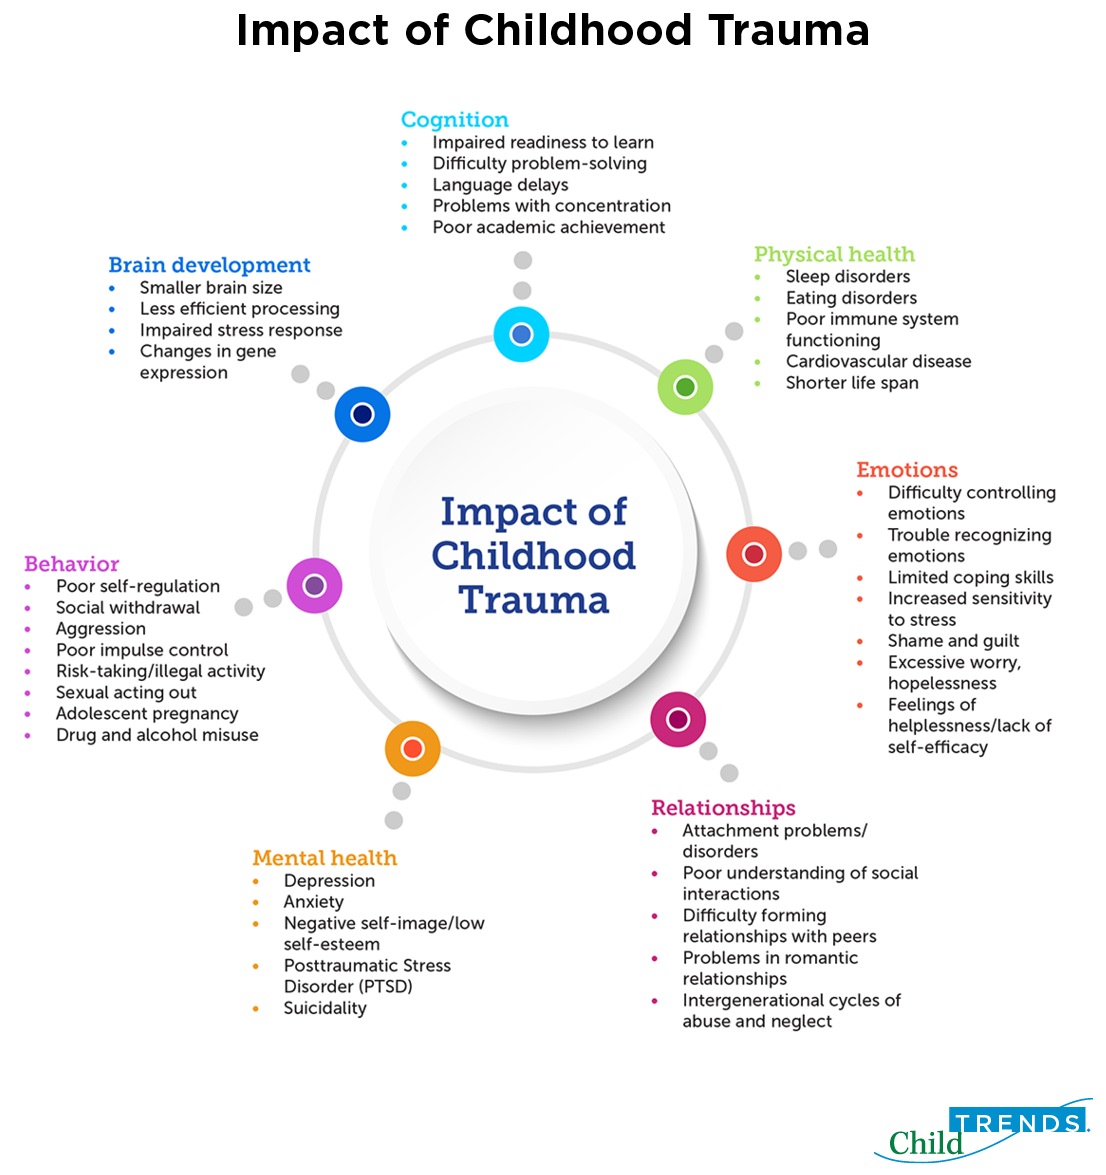 Impact of Childhood Trauma
Cognition
• Impaired readiness to learn
• Difficulty problem-solving
• Language delays
• Problems with concentration
• Poor academic achievement
Physical health
• Sleep disorders
• Eating disorders
• Poor immune system
functioning
• Cardiovascular disease
• Shorter life span
Emotions
• Difficulty controlling
emotions
• Trouble recognizing
emotions
• Limited coping skills
• Increased sensitivity
to stress
• Shame and guilt
• Excessive worry,
hopelessness
• Feelings of
helplessness/lack of
self-efficacy
Relationships
• Attachment problems/
disorders
• Poor understanding of social
interactions
• Difficulty forming
relationships with peers
• Problems in romantic
relationships
• Intergenerational cycles of
abuse and neglect
Mental health
• Depression
• Anxiety
• Negative self-image/low
self-esteem
• Posttraumatic Stress
Disorder (PTSD)
• Suicidality
Behavior
• Poor self-regulation
• Social withdrawal
• Aggression
• Poor impulse control
• Risk-taking/illegal activity
• Sexual acting out
• Adolescent pregnancy
• Drug and alcohol misuse
Brain development
• Smaller brain size
• Less efficient processing
• Impaired stress response
• Changes in gene
expression
Impact of
Childhood
Trauma
Child
TRENDS.